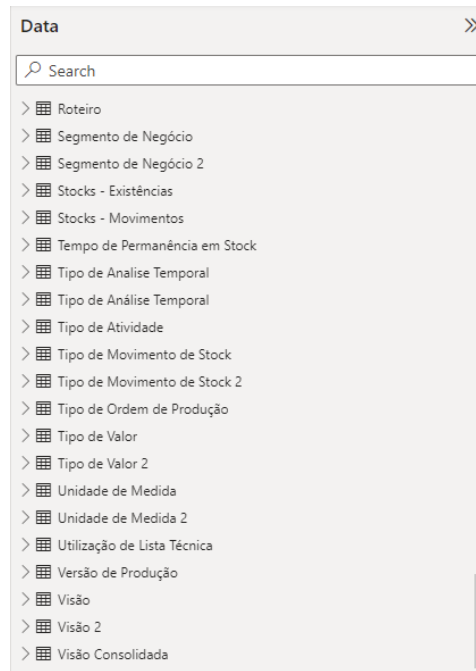 Data
Search
Roteiro
Segmento de Negócio
Segmento de Negócio 2
Stocks - Existências
Stocks - Movimentos
Tempo de Permanência em Stock
Tipo de Analise Temporal
Tipo de Análise Temporal
Tipo de Atividade
Tipo de Movimento de Stock
Tipo de Movimento de Stock 2
Tipo de Ordem de Produção
Tipo de Valor
Tipo de Valor 2
Unidade de Medida
Unidade de Medida 2
Utilização de Lista Técnica
Versão de Produção
Visão
Visão 2
Visão Consolidada